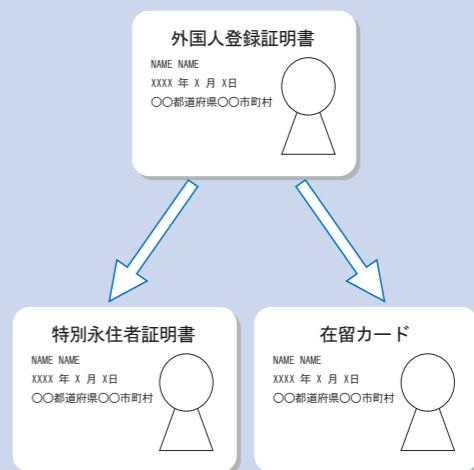 外国人登録証明書
NAME NAME
XXXX 年 X 月 X日
〇〇都道府県〇〇市町村
特別永住者証明書
NAME NAME
XXXX 年 X 月 X日
〇〇都道府県〇〇市町村
在留カード
NAME NAME
XXXX 年 X 月 X日
〇〇都道府県〇〇市町村